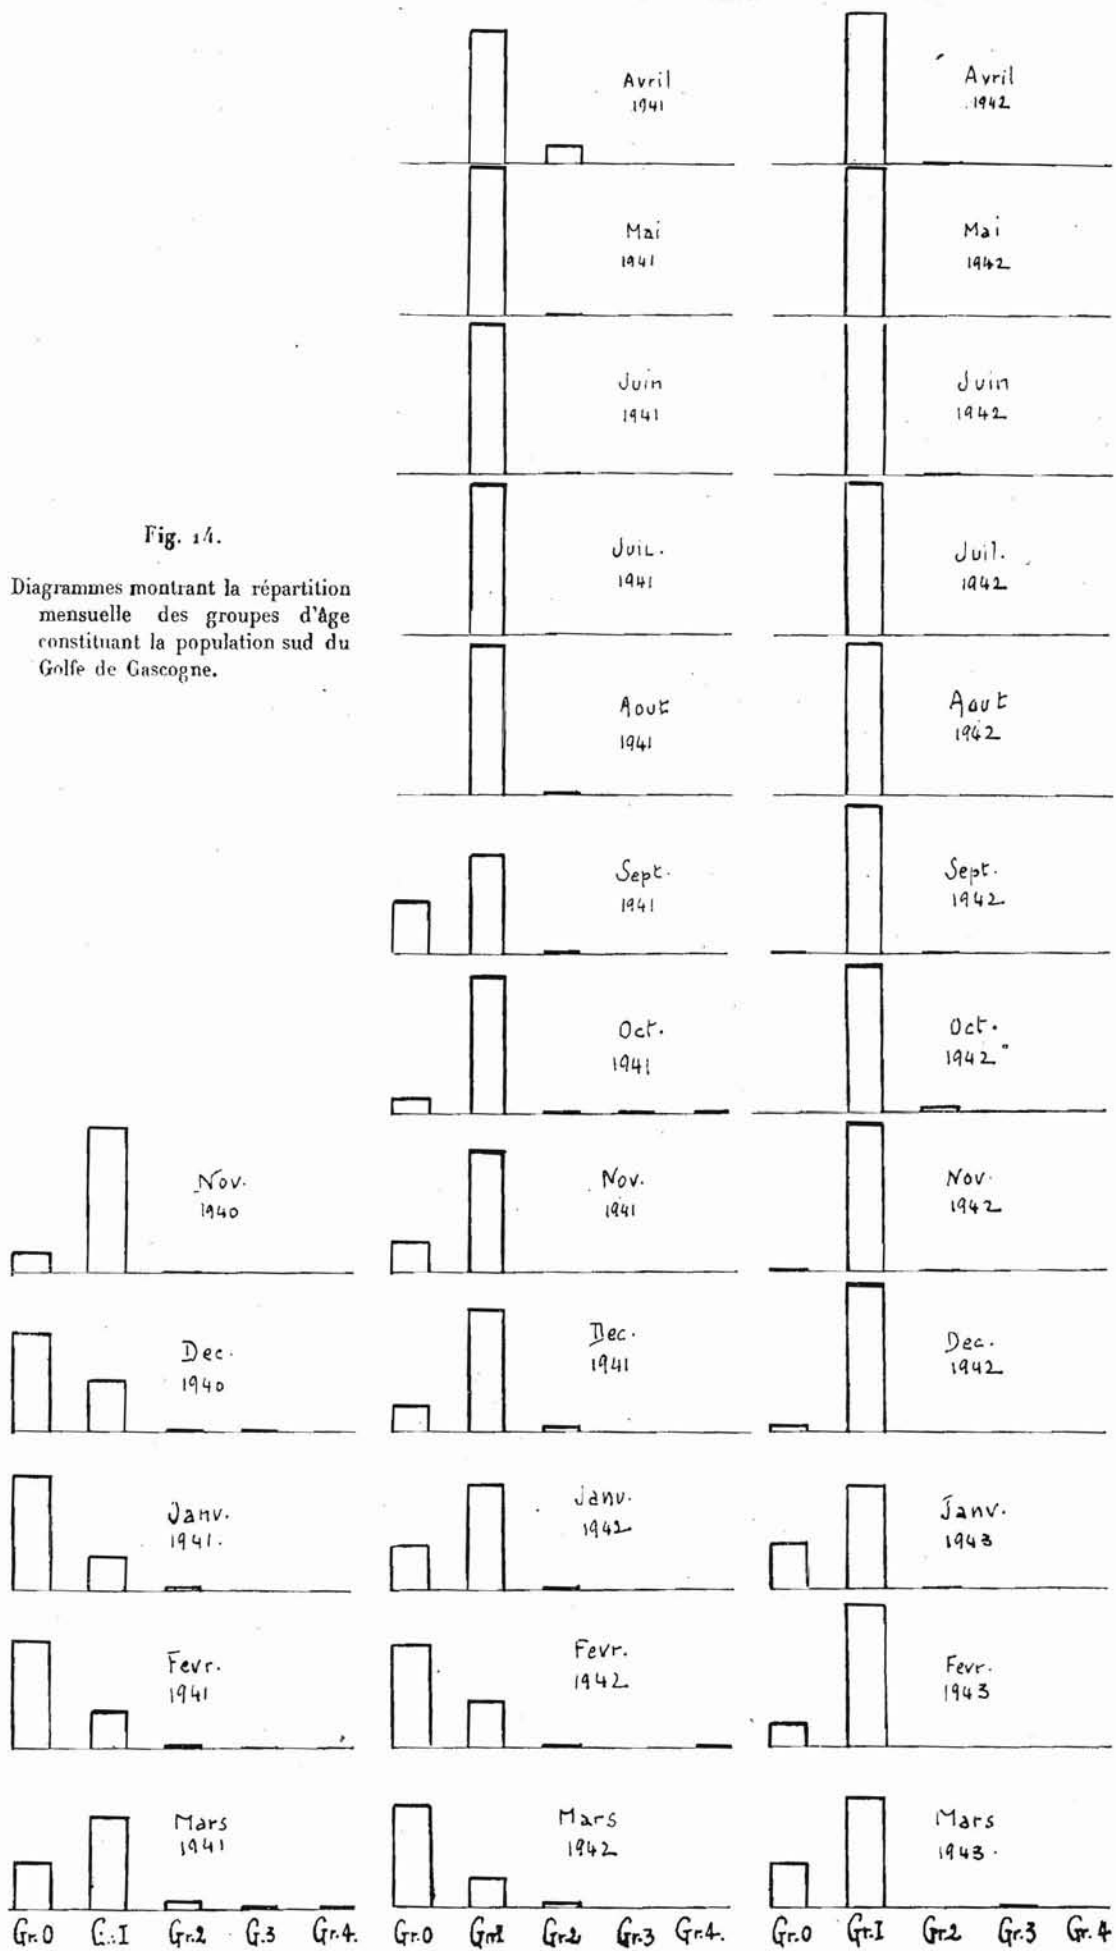 Avril
1941
Avril
1942
Mai
1941
Mai
1942
Juin
1941
Juin
1942
Fig. 14.
Diagrammes montrant la répartition
mensuelle des groupes d'âge
constituant la population sud du
Golfe de Gascogne.
Juil.
1941
Juil.
1942
Aout
1941
Aout
1942
Sept.
1941
Sept.
1942
Oct.
1941
Oct.
1942
Nov.
1940
Nov.
1941
Nov.
1942
Dec.
1940
Dec.
1941
Dec.
1942
Janv.
1941.
Janv.
1942
Janv.
1943
Fevr.
1941
Fevr.
1942
Fevr.
1943
Mars
1941
Mars
1942
Mars
1943.
Gr.0 G..I Gr.2 G.3 Gr.4. Gr.0 Gr.1 Gr.2 Gr.3 Gr.4. Gr.0 Gr.I Gr.2 Gr.3 Gr.4